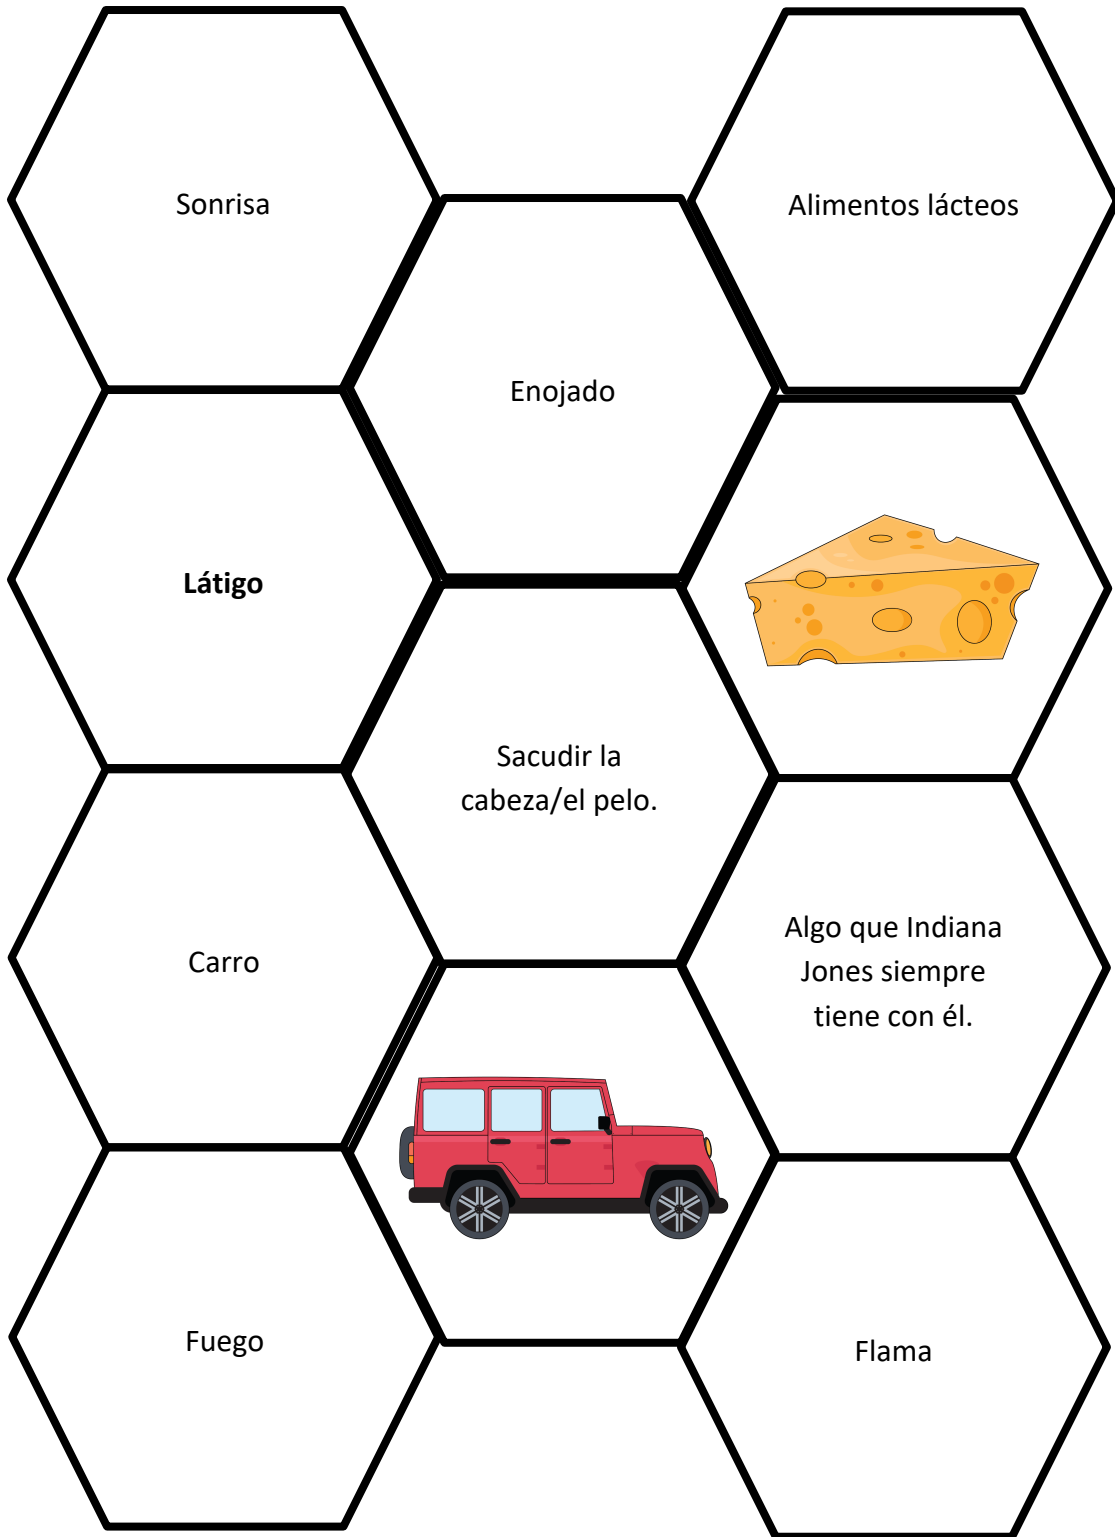 Sonrisa
Alimentos lácteos
Enojado
Látigo
Sacudir la
cabeza/el pelo.
Algo que Indiana
Jones siempre
tiene con él.
Carro
Fuego
Flama